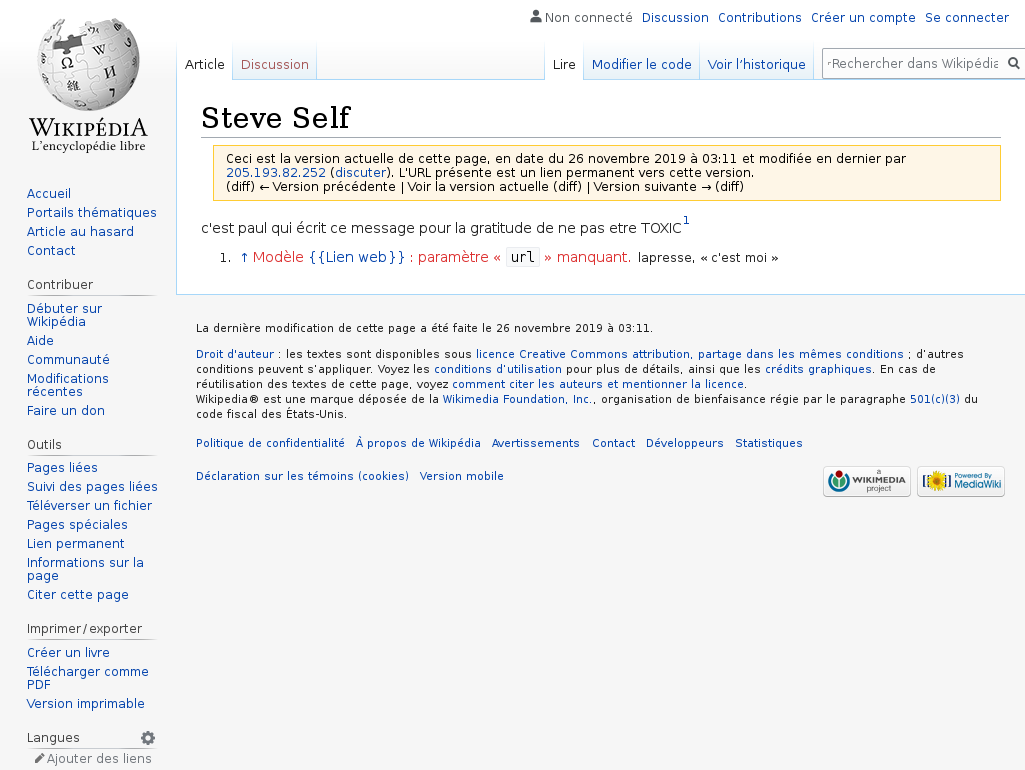 Non connecté Discussion Contributions Créer un compte Se connecter
Article Discussion Lire Modifier le code Voir l’historique Rechercher dans Wikipédia
WIKIPÉDIA
L'encyclopédie libre
Accueil
Portails thématiques
Article au hasard
Contact
Contribuer
Débuter sur
Wikipédia
Aide
Communauté
Modifications
récentes
Faire un don
Outils
Pages liées
Suivi des pages liées
Téléverser un fichier
Pages spéciales
Lien permanent
Informations sur la
page
Citer cette page
Imprimer / exporter
Créer un livre
Télécharger comme
PDF
Version imprimable
Langues
Ajouter des liens
Steve Self
Ceci est la version actuelle de cette page, en date du 26 novembre 2019 à 03:11 et modifiée en dernier par
205.193.82.252 (discuter). L'URL présente est un lien permanent vers cette version.
(diff) ← Version précédente | Voir la version actuelle (diff) | Version suivante → (diff)
c'est paul qui écrit ce message pour la gratitude de ne pas etre TOXIC1
1. ↑ Modèle {{Lien web}} : paramètre « url » manquant. lapresse, « c'est moi »
La dernière modification de cette page a été faite le 26 novembre 2019 à 03:11.
Droit d'auteur : les textes sont disponibles sous licence Creative Commons attribution, partage dans les mêmes conditions ; d’autres
conditions peuvent s’appliquer. Voyez les conditions d’utilisation pour plus de détails, ainsi que les crédits graphiques. En cas de
réutilisation des textes de cette page, voyez comment citer les auteurs et mentionner la licence.
Wikipedia® est une marque déposée de la Wikimedia Foundation, Inc., organisation de bienfaisance régie par le paragraphe 501(c)(3) du
code fiscal des États-Unis.
Politique de confidentialité À propos de Wikipédia Avertissements Contact Développeurs Statistiques
Déclaration sur les témoins (cookies) Version mobile
a
WIKIMEDIA
project
Powered By
MediaWiki